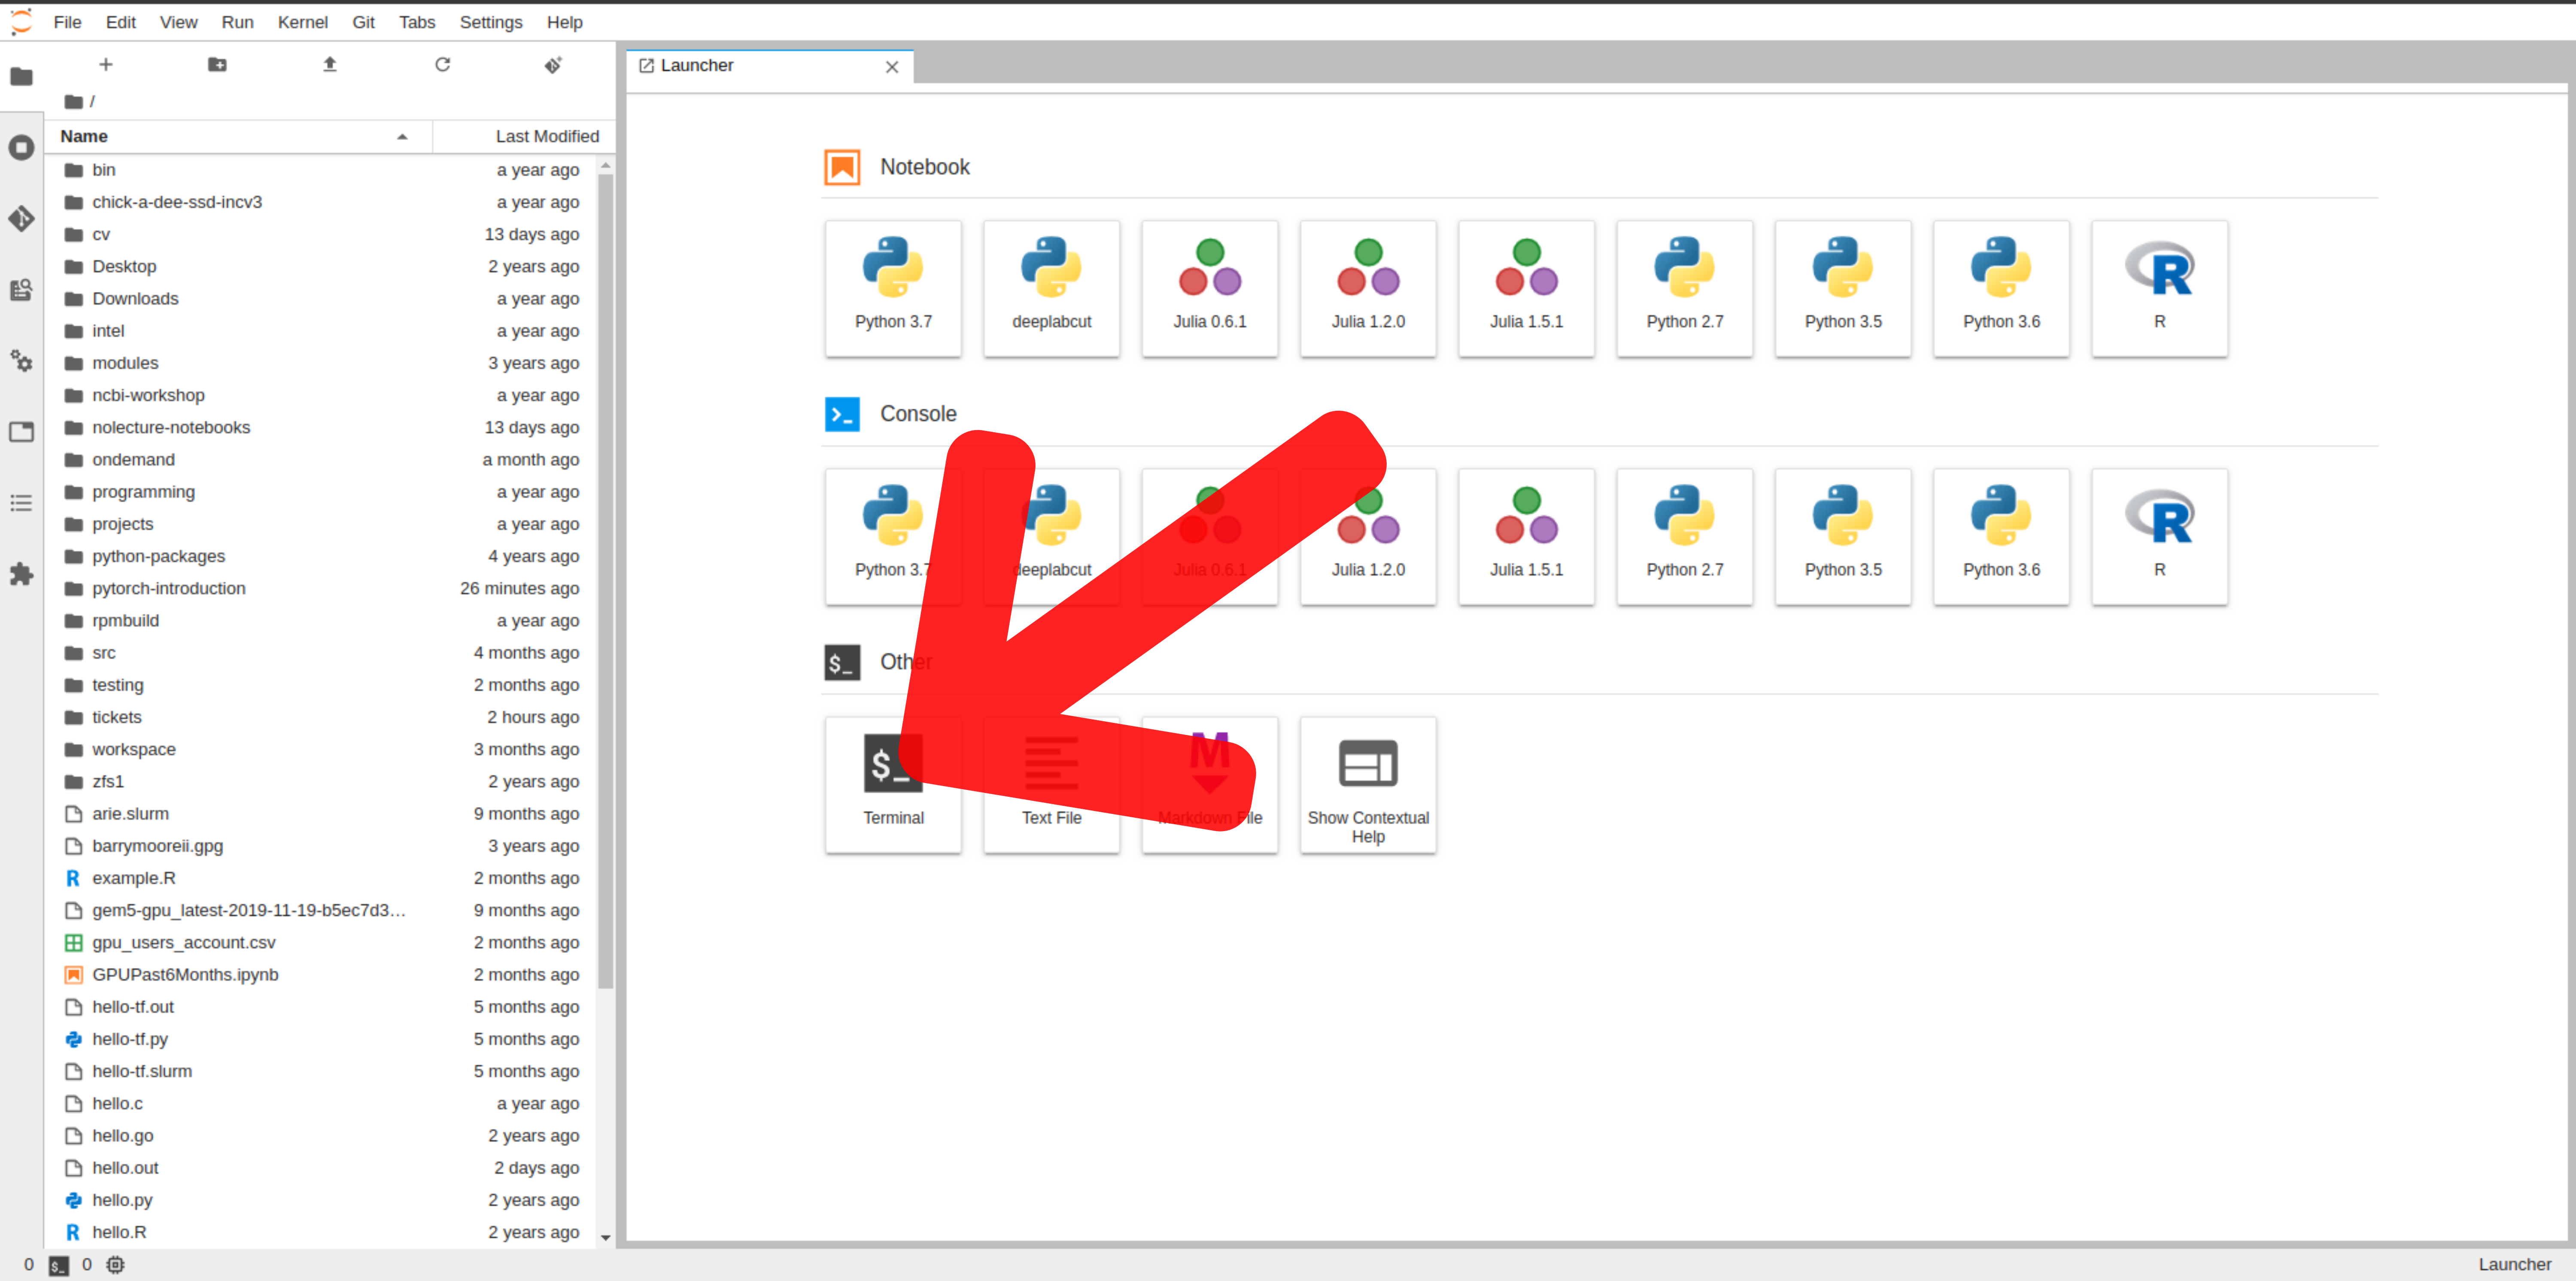 File Edit View Run Kernel Git Tabs Settings Help
Launcher
/
Name Last Modified
bin a year ago
chick-a-dee-ssd-incv3 a year ago
cv 13 days ago
Desktop 2 years ago
Downloads a year ago
intel a year ago
modules 3 years ago
ncbi-workshop a year ago
nolecture-notebooks 13 days ago
ondemand a month ago
programming a year ago
projects a year ago
python-packages 4 years ago
pytorch-introduction 26 minutes ago
rpmbuild a year ago
src 4 months ago
testing 2 months ago
tickets 2 hours ago
workspace 3 months ago
zfs1 2 years ago
arie.slurm 9 months ago
barrymooreii.gpg 3 years ago
example.R 2 months ago
gem5-gpu_latest-2019-11-19-b5ec7d3... 9 months ago
gpu_users_account.csv 2 months ago
GPUPast6Months.ipynb 2 months ago
hello-tf.out 5 months ago
hello-tf.py 5 months ago
hello-tf.slurm 5 months ago
hello.c a year ago
hello.go 2 years ago
hello.out 2 days ago
hello.py 2 years ago
hello.R 2 years ago
Notebook
Python 3.7 deeplabcut Julia 0.6.1 Julia 1.2.0 Julia 1.5.1 Python 2.7 Python 3.5 Python 3.6 R
Console
Python 3.7 deeplabcut Julia 0.6.1 Julia 1.2.0 Julia 1.5.1 Python 2.7 Python 3.5 Python 3.6 R
$_ Other
$_ M
Terminal Text File Markdown File Show Contextual
Help
0 $_ 0 Launcher